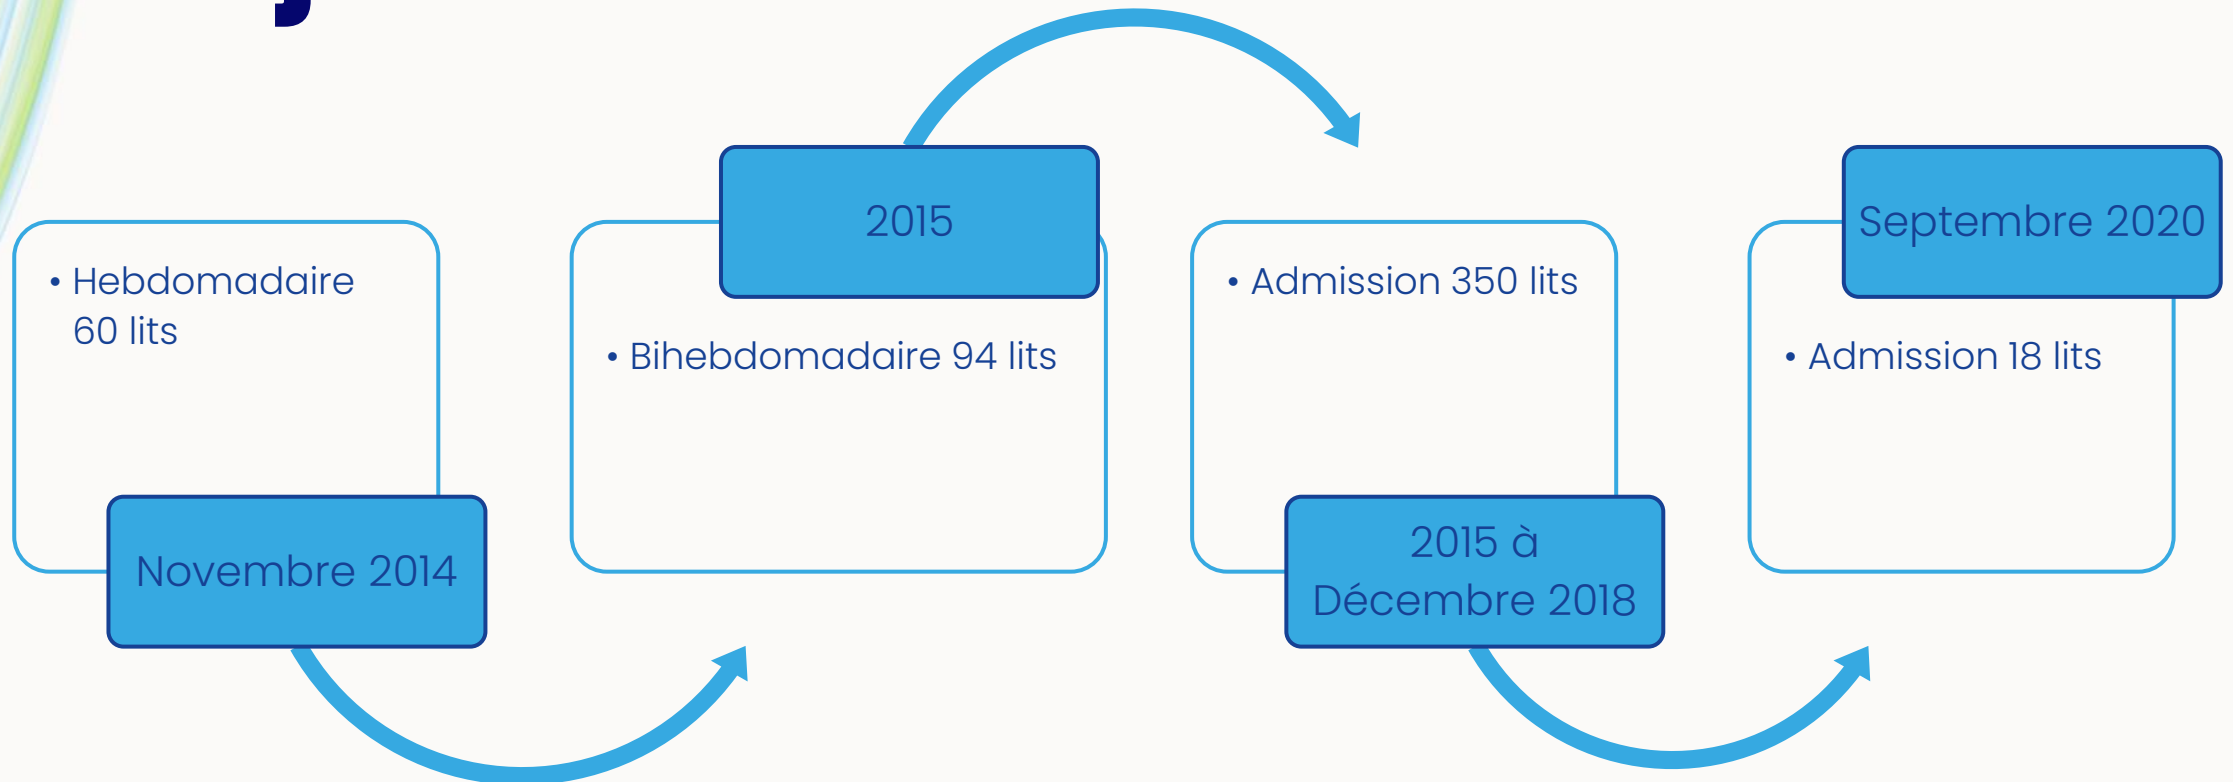 • Hebdomadaire
60 lits
Novembre 2014
2015
• Bihebdomadaire 94 lits
• Admission 350 lits
2015 à
Décembre 2018
Septembre 2020
• Admission 18 lits